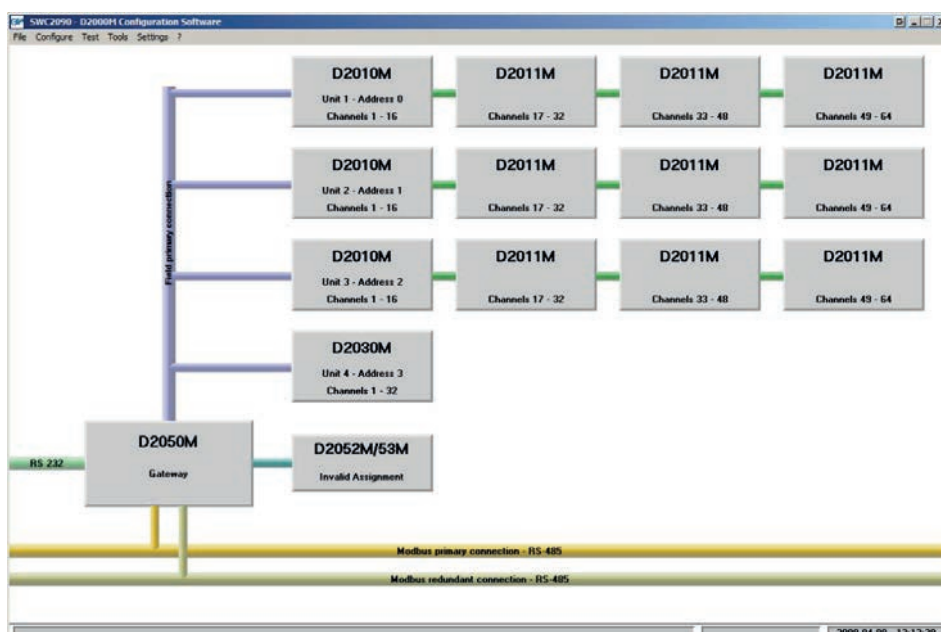 SWC2090 - D2000M Configuration Software
File Configure Test Tools Settings ?
D2010M
Unit 1 - Address 0
Channels 1 - 16
D2011M
Channels 17 - 32
D2011M
Channels 33 - 48
D2011M
Channels 49 - 64
D2010M
Unit 2 - Address 1
Channels 1 - 16
D2011M
Channels 17 - 32
D2011M
Channels 33 - 48
D2011M
Channels 49 - 64
Field primary connection
D2010M
Unit 3 - Address 2
Channels 1 - 16
D2011M
Channels 17 - 32
D2011M
Channels 33 - 48
D2011M
Channels 49 - 64
D2030M
Unit 4 - Address 3
Channels 1 - 32
RS 232
D2050M
Gateway
D2052M/53M
Invalid Assignment
Modbus primary connection - RS-485
Modbus redundant connection - RS-485